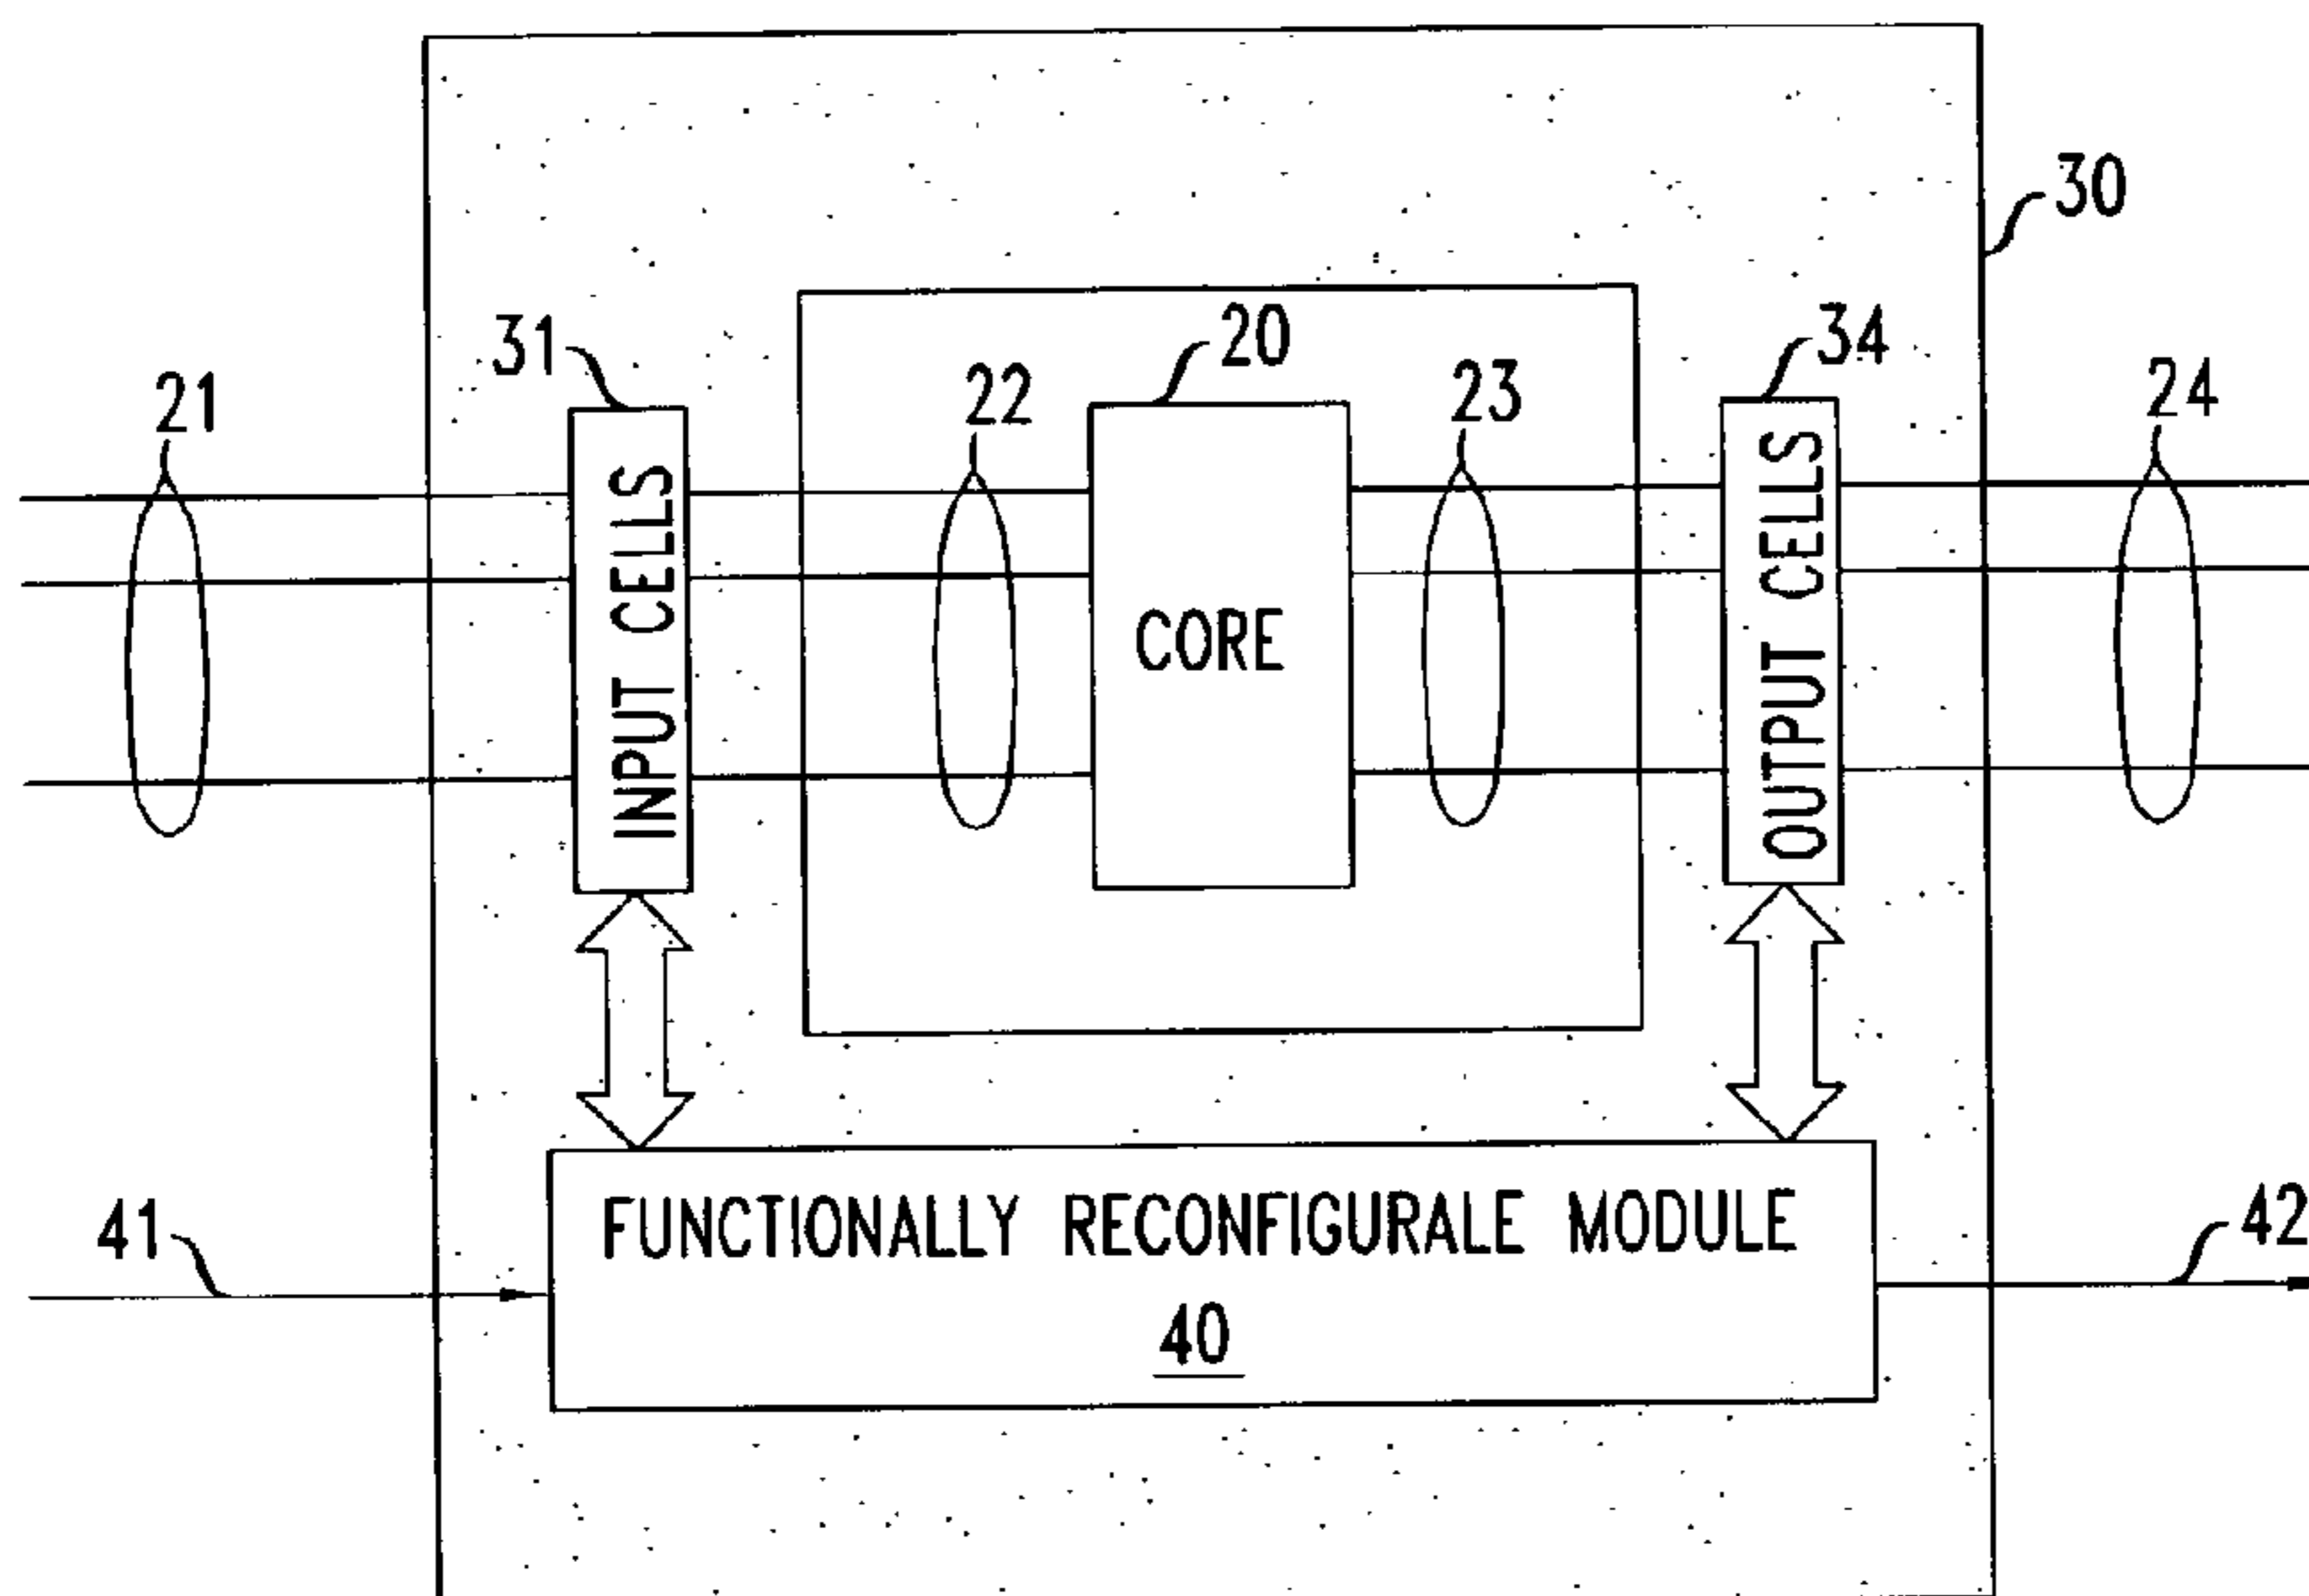 30
31
20
34
21
22
23
24
INPUT CELLS
CORE
OUTPUT CELLS
41
FUNCTIONALLY RECONFIGURALE MODULE
42
40